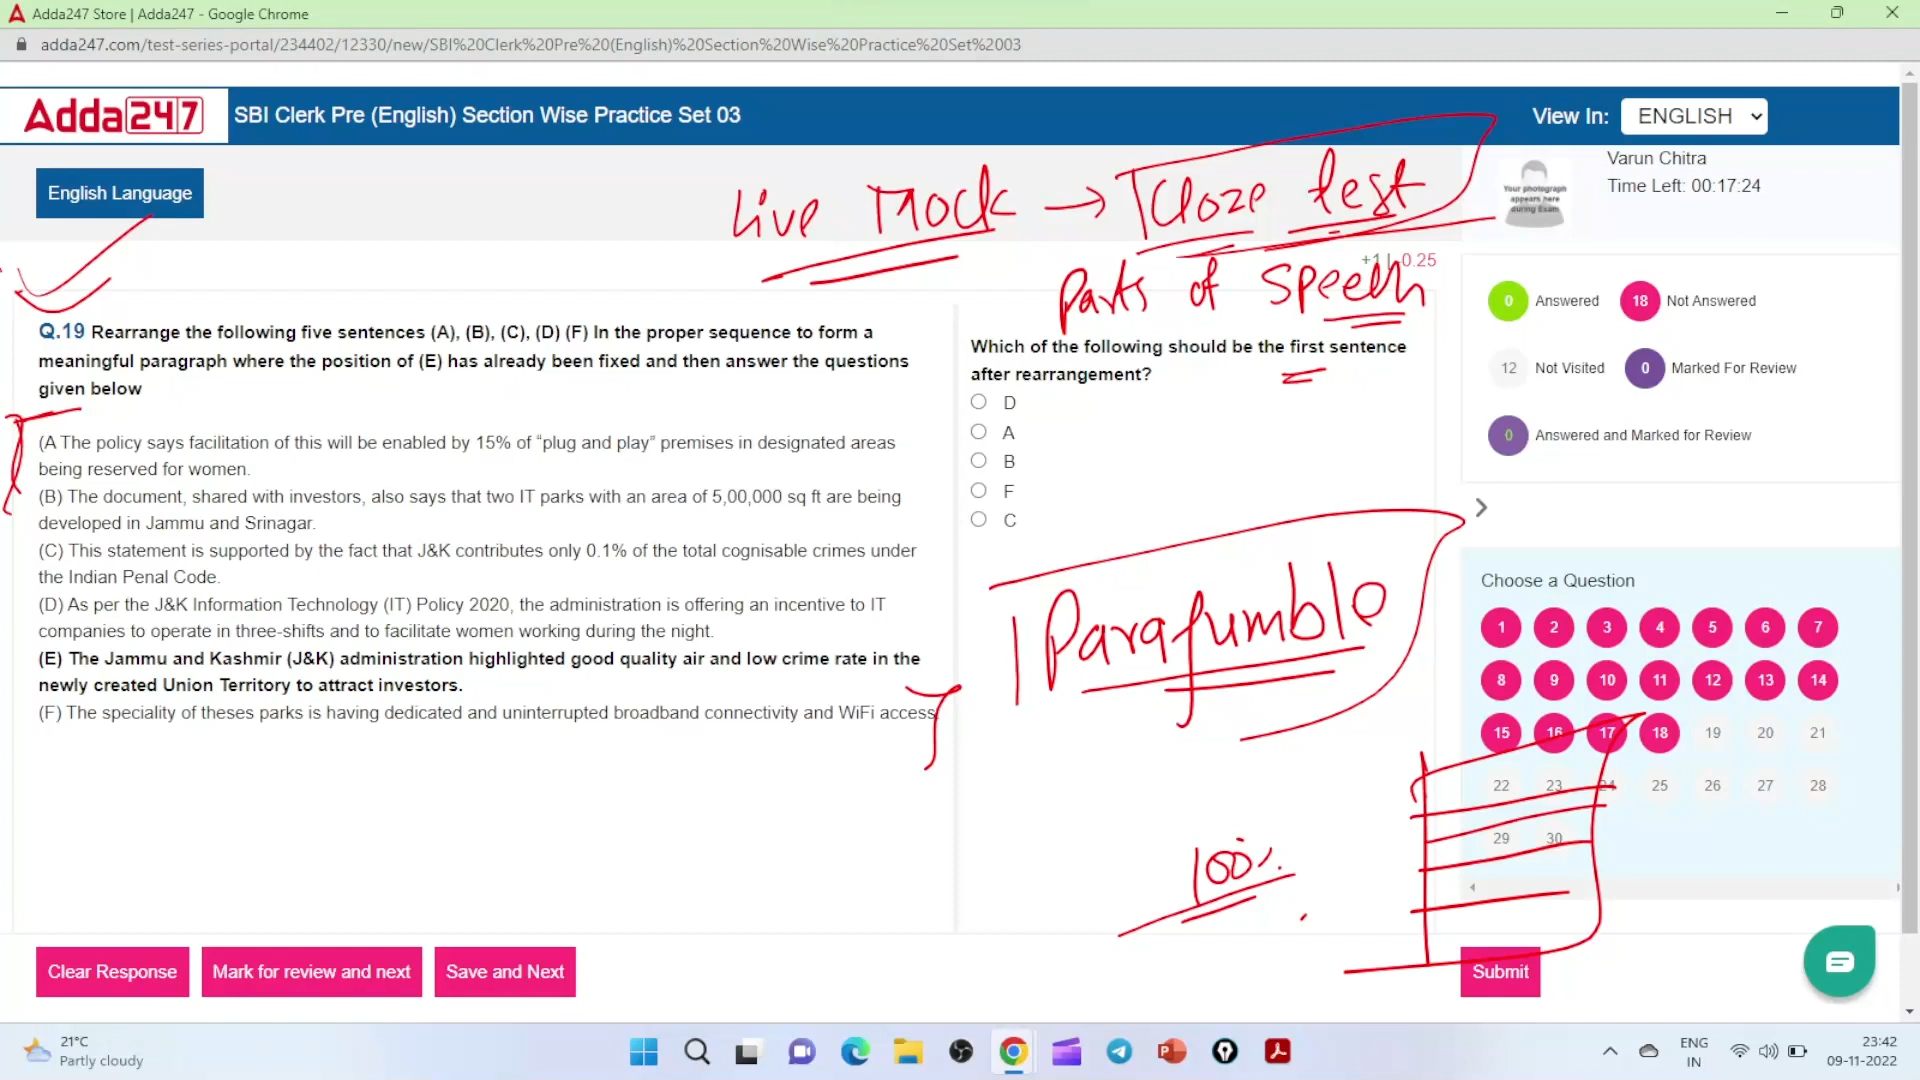 Adda247 Store | Adda247 - Google Chrome
adda247.com/test-series-portal/234402/12330/new/SBI%20Clerk%20Pre%20(English)%20Section%20Wise%20Practice%20Set%2003
Adda247
SBI Clerk Pre (English) Section Wise Practice Set 03
View In:
ENGLISH
English Language
Live Mock → Cloze test
Parts of Speech
Your photograph
appears here
during Exam
Varun Chitra
Time Left: 00:17:24
+1 | -0.25
Q.19 Rearrange the following five sentences (A), (B), (C), (D) (F) In the proper sequence to form a
meaningful paragraph where the position of (E) has already been fixed and then answer the questions
given below
(A The policy says facilitation of this will be enabled by 15% of “plug and play” premises in designated areas
being reserved for women.
(B) The document, shared with investors, also says that two IT parks with an area of 5,00,000 sq ft are being
developed in Jammu and Srinagar.
(C) This statement is supported by the fact that J&K contributes only 0.1% of the total cognisable crimes under
the Indian Penal Code.
(D) As per the J&K Information Technology (IT) Policy 2020, the administration is offering an incentive to IT
companies to operate in three-shifts and to facilitate women working during the night.
(E) The Jammu and Kashmir (J&K) administration highlighted good quality air and low crime rate in the
newly created Union Territory to attract investors.
(F) The speciality of theses parks is having dedicated and uninterrupted broadband connectivity and WiFi access
Which of the following should be the first sentence
after rearrangement?
D
A
B
F
C
Parajumble
100%
0 Answered
18 Not Answered
12 Not Visited
0 Marked For Review
0 Answered and Marked for Review
Choose a Question
1 2 3 4 5 6 7
8 9 10 11 12 13 14
15 16 17 18 19 20 21
22 23 24 25 26 27 28
29 30
Clear Response
Mark for review and next
Save and Next
Submit
21°C
Partly cloudy
ENG
IN
23:42
09-11-2022